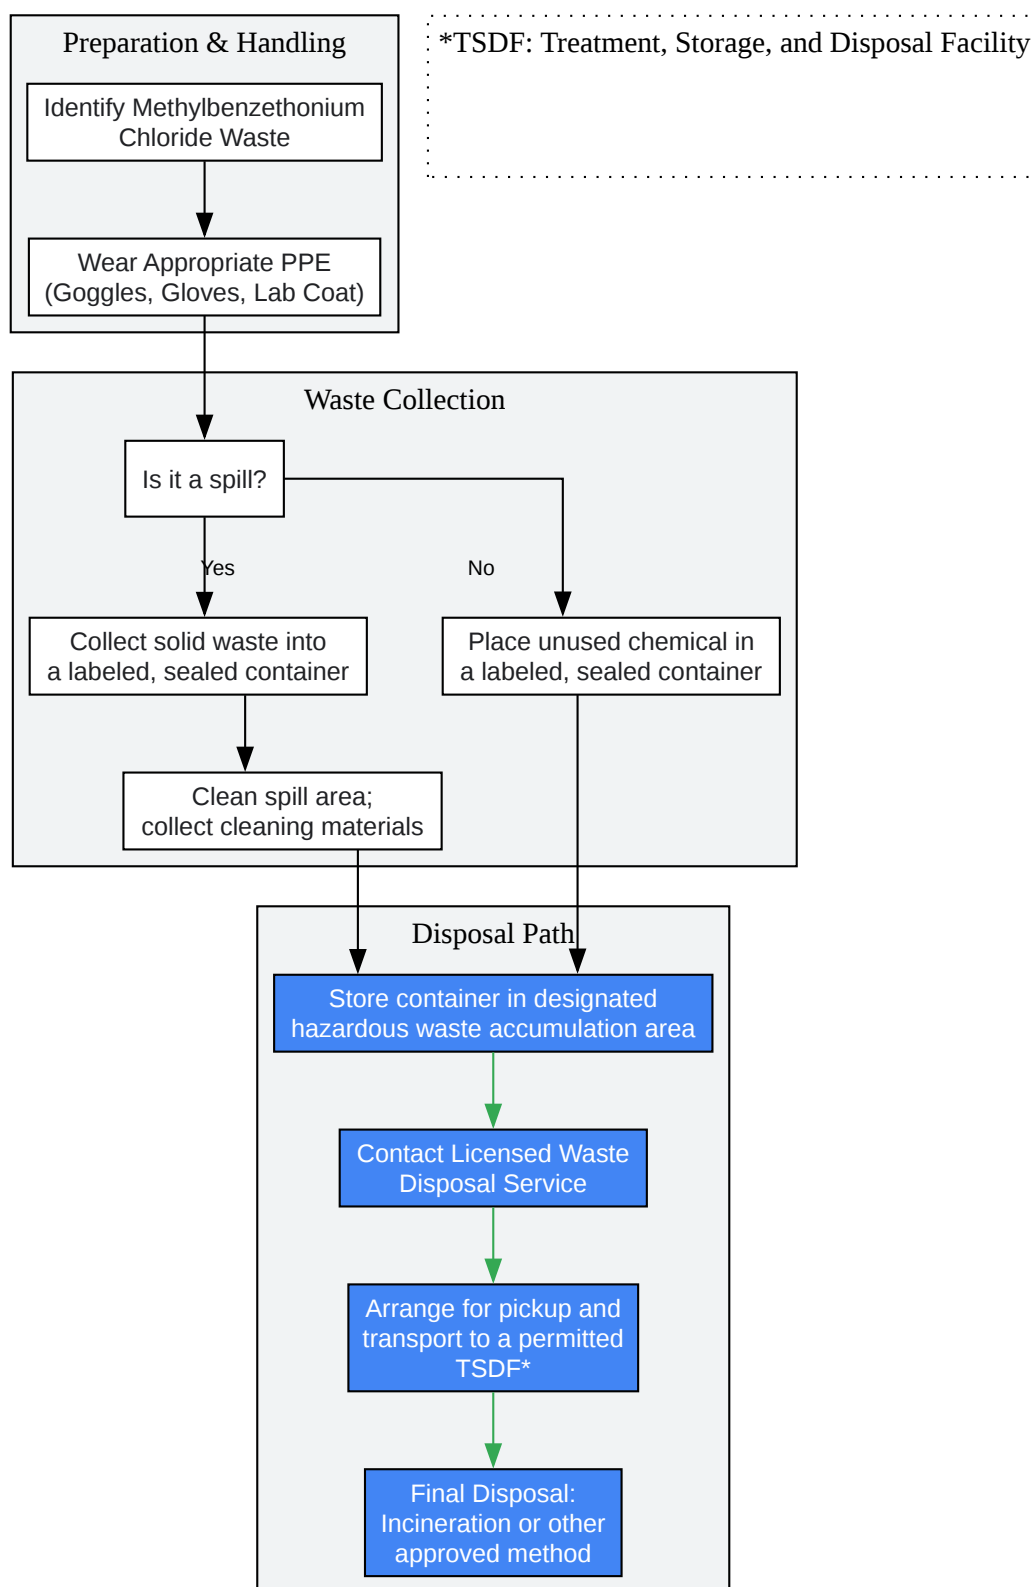 Preparation & Handling
*TSDF: Treatment, Storage, and Disposal Facility
Identify Methylbenzethonium
Chloride Waste
Wear Appropriate PPE
(Goggles, Gloves, Lab Coat)
Waste Collection
Is it a spill?
Yes
No
Collect solid waste into
a labeled, sealed container
Place unused chemical in
a labeled, sealed container
Clean spill area;
collect cleaning materials
Disposal Path
Store container in designated
hazardous waste accumulation area
Contact Licensed Waste
Disposal Service
Arrange for pickup and
transport to a permitted
TSDF*
Final Disposal:
Incineration or other
approved method